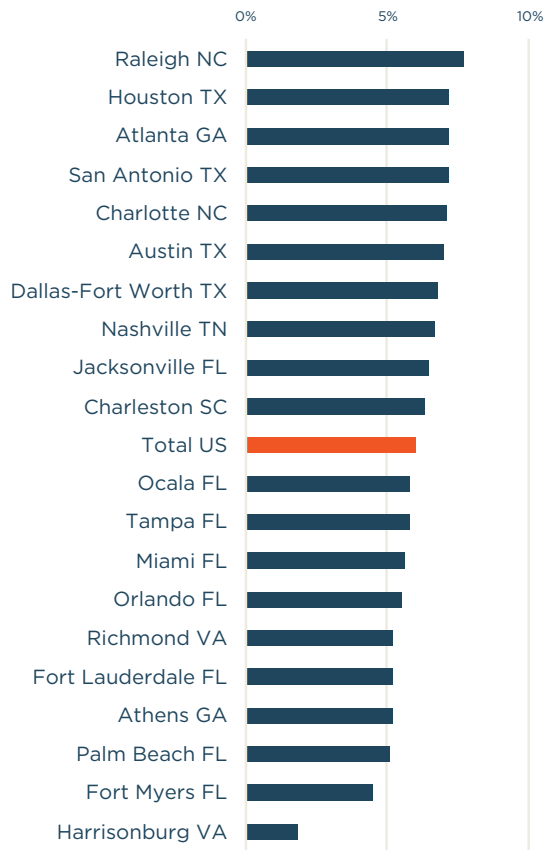 0% 5% 10%
Raleigh NC
Houston TX
Atlanta GA
San Antonio TX
Charlotte NC
Austin TX
Dallas-Fort Worth TX
Nashville TN
Jacksonville FL
Charleston SC
Total US
Ocala FL
Tampa FL
Miami FL
Orlando FL
Richmond VA
Fort Lauderdale FL
Athens GA
Palm Beach FL
Fort Myers FL
Harrisonburg VA